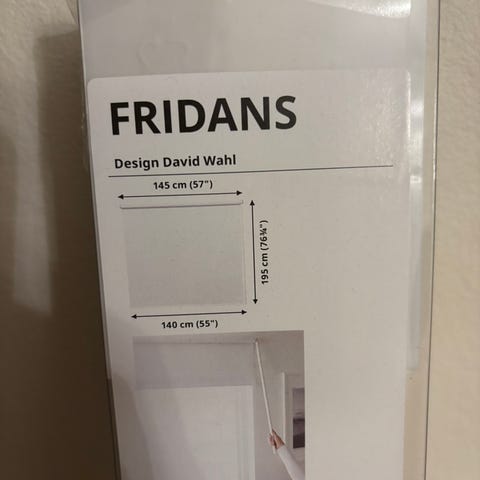 FRIDANS
Design David Wahl
145 cm (57")
195 cm (76¾")
140 cm (55")